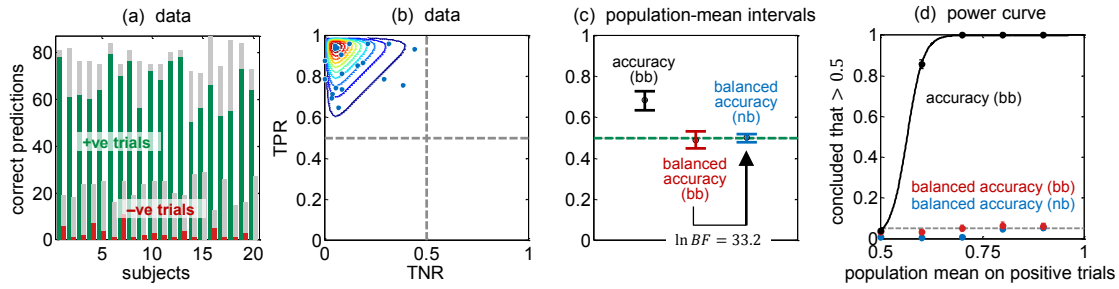 (a) data
correct predictions
80
60
40
20
0
+ve trials
–ve trials
5
10
15
20
subjects
(b) data
TPR
1
0.8
0.6
0.4
0.2
0
0
0.5
1
TNR
(c) population-mean intervals
1
0.8
0.6
0.4
0.2
0
accuracy
(bb)
balanced
accuracy
(nb)
balanced
accuracy
(bb)
ln BF = 33.2
(d) power curve
concluded that > 0.5
1
0.8
0.6
0.4
0.2
0
accuracy (bb)
balanced accuracy (bb)
balanced accuracy (nb)
0.5
0.75
1
population mean on positive trials